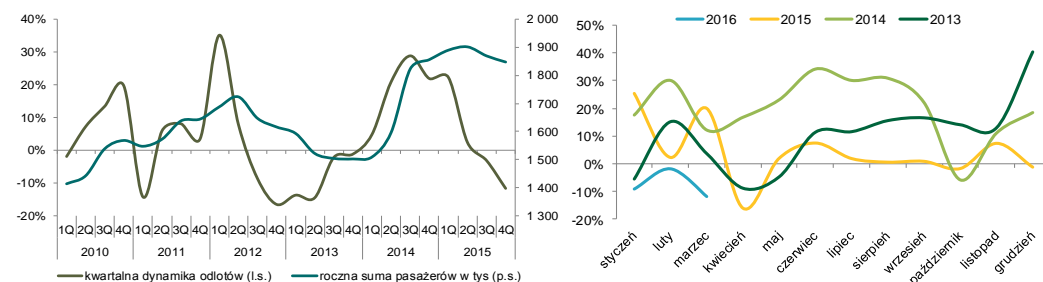 40%
30%
20%
10%
0%
-10%
-20%
2 000
1 900
1 800
1 700
1 600
1 500
1 400
1 300
1Q 2Q 3Q 4Q 1Q 2Q 3Q 4Q 1Q 2Q 3Q 4Q 1Q 2Q 3Q 4Q 1Q 2Q 3Q 4Q 1Q 2Q 3Q 4Q
2010 2011 2012 2013 2014 2015
kwartalna dynamika odlotów (l.s.) roczna suma pasażerów w tys (p.s.)
2016 2015 2014 2013
50%
40%
30%
20%
10%
0%
-10%
-20%
styczeń
luty
marzec
kwiecień
maj
czerwiec
lipiec
sierpień
wrzesień
październik
listopad
grudzień